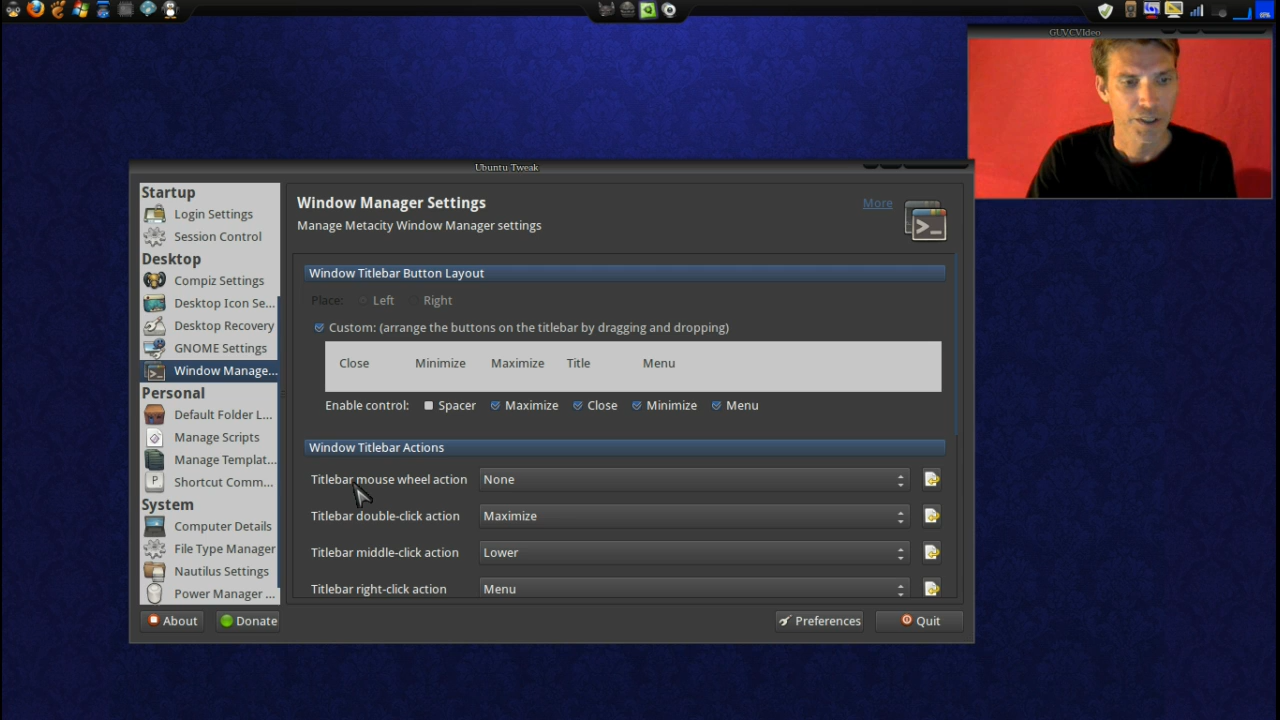 GUVCVIdeo
Ubuntu Tweak
Startup
Login Settings
Session Control
Desktop
Compiz Settings
Desktop Icon Se...
Desktop Recovery
GNOME Settings
Window Manage...
Personal
Default Folder L...
Manage Scripts
Manage Templat...
Shortcut Comm...
System
Computer Details
File Type Manager
Nautilus Settings
Power Manager ...
About
Donate
Window Manager Settings
More
Manage Metacity Window Manager settings
Window Titlebar Button Layout
Place: Left Right
Custom: (arrange the buttons on the titlebar by dragging and dropping)
Close Minimize Maximize Title Menu
Enable control: Spacer Maximize Close Minimize Menu
Window Titlebar Actions
Titlebar mouse wheel action None
Titlebar double-click action Maximize
Titlebar middle-click action Lower
Titlebar right-click action Menu
Preferences
Quit